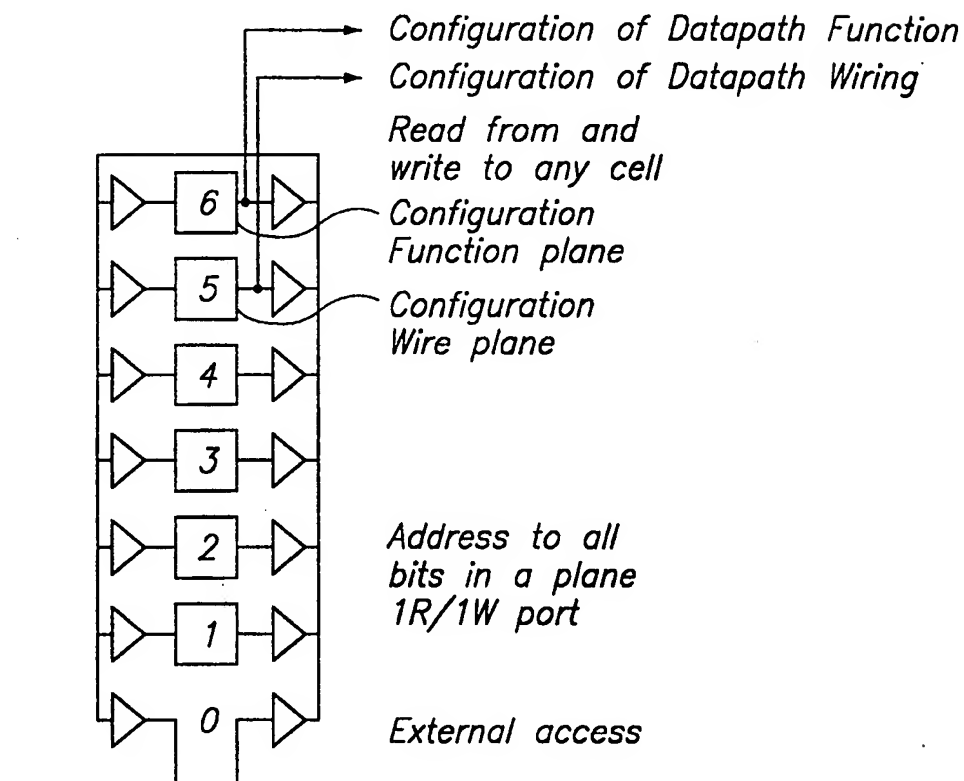 Configuration of Datapath Function
Configuration of Datapath Wiring
Read from and
write to any cell
6
Configuration
Function plane
5
Configuration
Wire plane
4
3
2
Address to all
bits in a plane
1R/1W port
1
0
External access